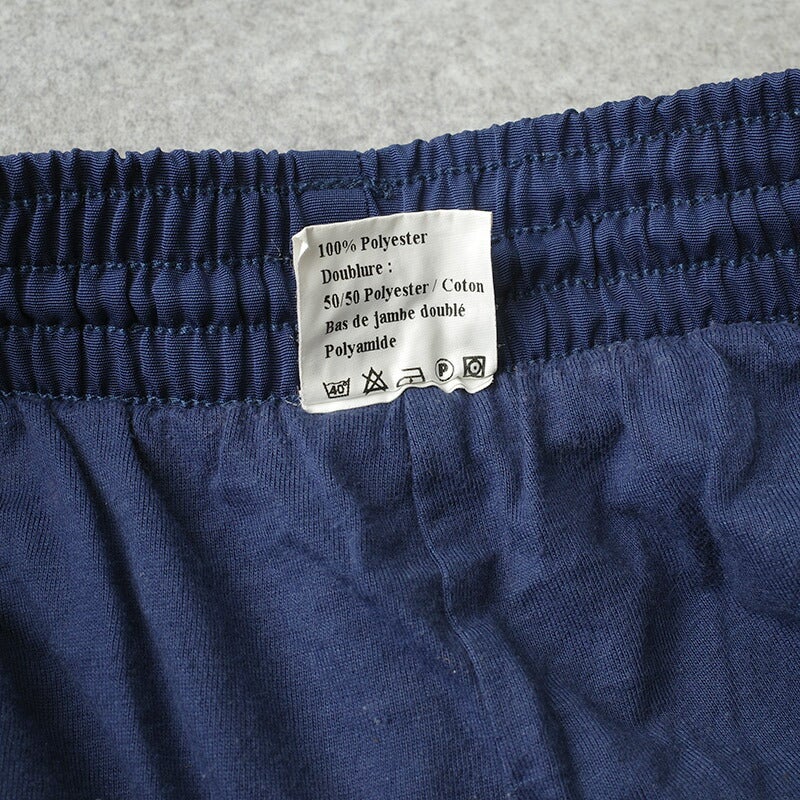 100% Polyester
Doublure :
50/50 Polyester / Coton
Bas de jambe doublé
Polyamide
40° P